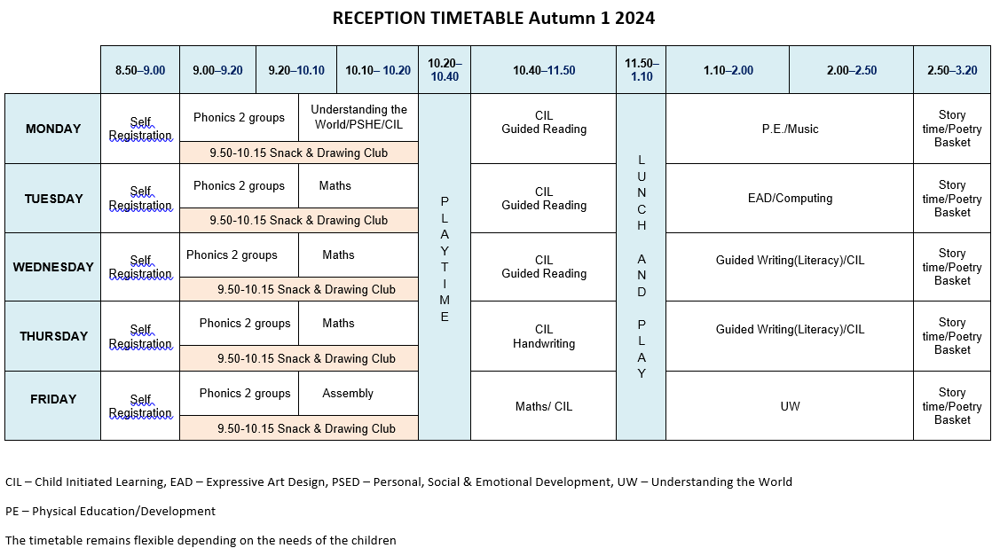 RECEPTION TIMETABLE Autumn 1 2024
8.50–9.00 9.00–9.20 9.20–10.10 10.10– 10.20 10.20–10.40 10.40–11.50 11.50–1.10 1.10–2.00 2.00–2.50 2.50–3.20
MONDAY
Self
Registration
Phonics 2 groups
Understanding the
World/PSHE/CIL
9.50-10.15 Snack & Drawing Club
CIL
Guided Reading
P.E./Music
Story
time/Poetry
Basket
TUESDAY
Self
Registration
Phonics 2 groups
Maths
9.50-10.15 Snack & Drawing Club
CIL
Guided Reading
EAD/Computing
Story
time/Poetry
Basket
WEDNESDAY
Self
Registration
Phonics 2 groups
Maths
9.50-10.15 Snack & Drawing Club
CIL
Guided Reading
Guided Writing(Literacy)/CIL
Story
time/Poetry
Basket
THURSDAY
Self
Registration
Phonics 2 groups
Maths
9.50-10.15 Snack & Drawing Club
CIL
Handwriting
Guided Writing(Literacy)/CIL
Story
time/Poetry
Basket
FRIDAY
Self
Registration
Phonics 2 groups
Assembly
9.50-10.15 Snack & Drawing Club
Maths/ CIL
UW
Story
time/Poetry
Basket
PLAYTIME
LUNCH AND PLAY
CIL – Child Initiated Learning, EAD – Expressive Art Design, PSED – Personal, Social & Emotional Development, UW – Understanding the World
PE – Physical Education/Development
The timetable remains flexible depending on the needs of the children